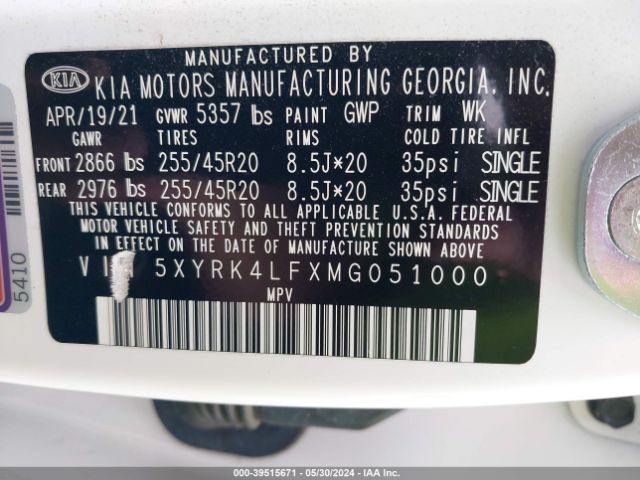 MANUFACTURED BY
KIA KIA MOTORS MANUFACTURING GEORGIA, INC.
APR/19/21 GVWR 5357 lbs PAINT GWP TRIM WK
GAWR TIRES RIMS COLD TIRE INFL
FRONT 2866 lbs 255/45R20 8.5J×20 35psi SINGLE
REAR 2976 lbs 255/45R20 8.5J×20 35psi SINGLE
THIS VEHICLE CONFORMS TO ALL APPLICABLE U.S.A. FEDERAL
MOTOR VEHICLE SAFETY AND THEFT PREVENTION STANDARDS
IN EFFECT ON THE DATE OF MANUFACTURE SHOWN ABOVE.
5XYRK4LFXMG051000
MPV
5410
000-39515671 - 05/30/2024 - IAA Inc.